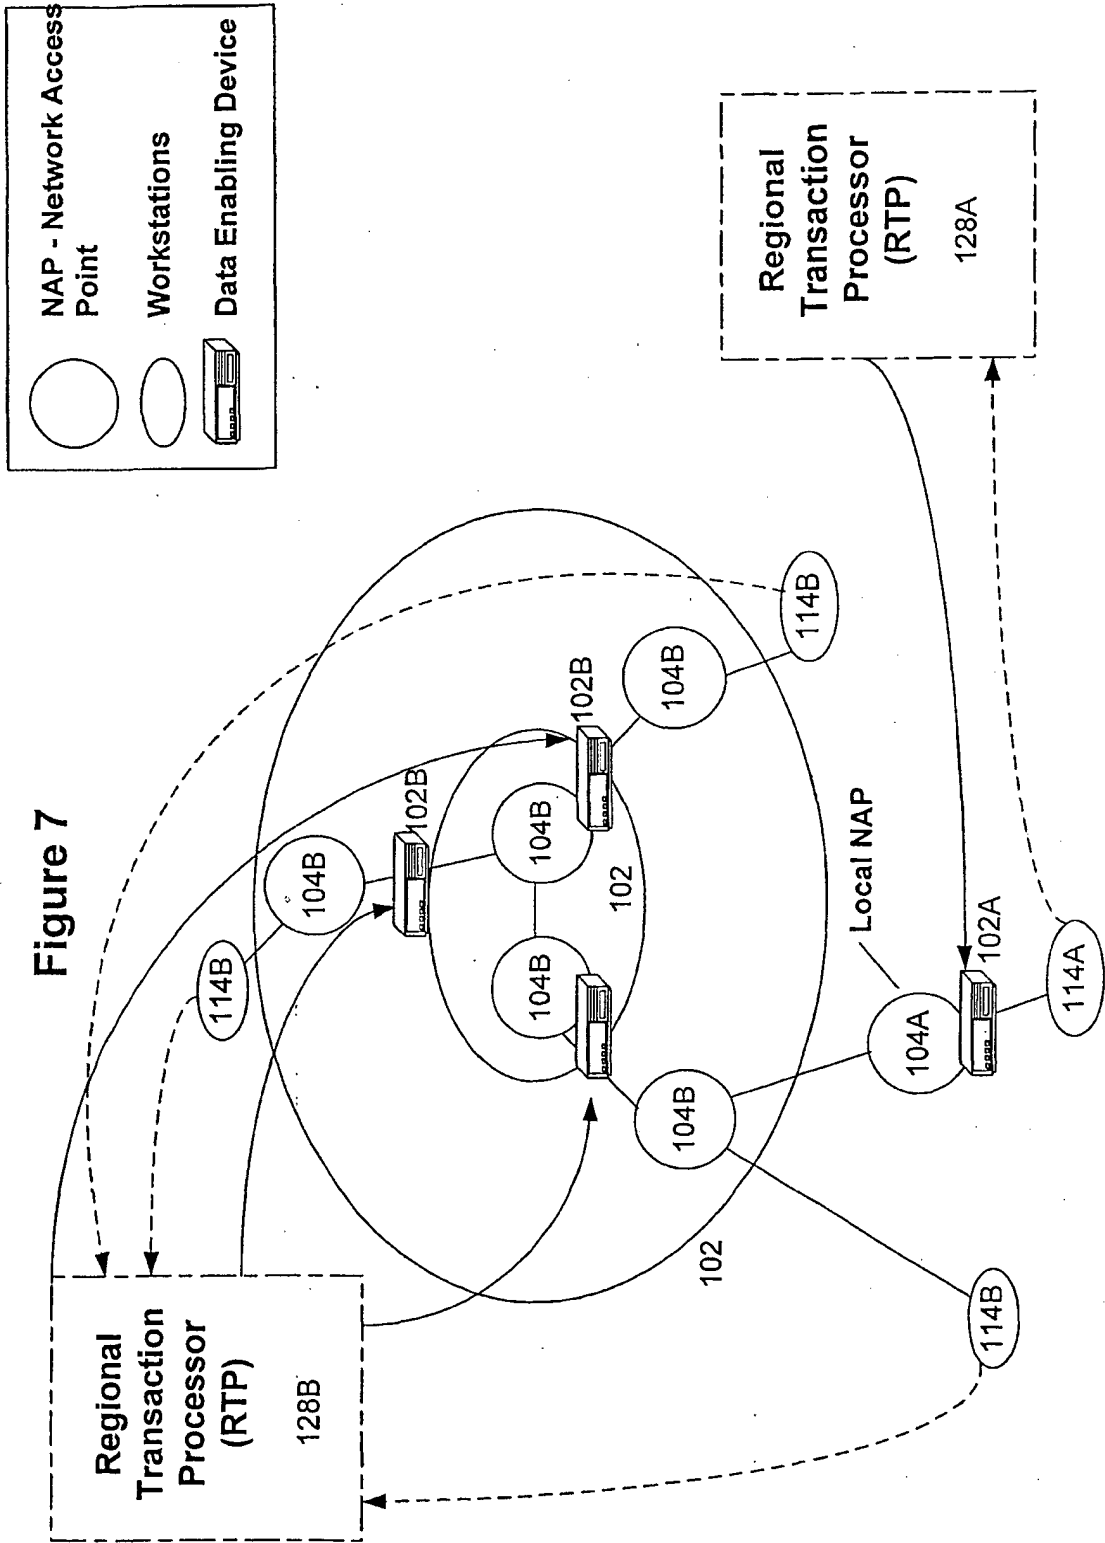 Figure 7
NAP - Network Access
Point
Workstations
Data Enabling Device
Regional
Transaction
Processor
(RTP)
128B
114B
104B
102B
102B
104B
104B
102
104B
114B
104B
102
114B
Local NAP
104A
102A
114A
Regional
Transaction
Processor
(RTP)
128A